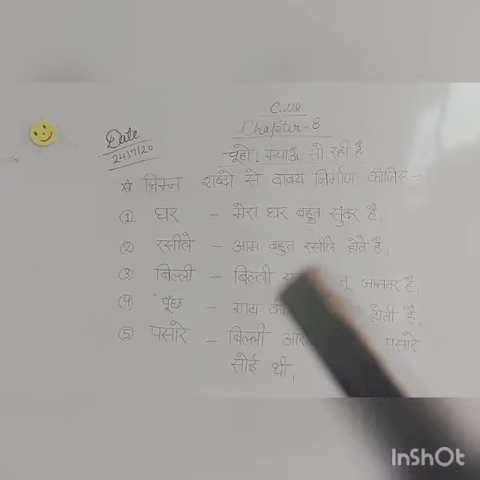 C.W
Chapter-8
Date
24/7/20
चूहो! म्याऊँ सो रही है
* निम्न शब्दो से वाक्य निर्माण कीजिए -
① घर - मेरा घर बहुत सुंदर है,
② रसीले - आम बहुत रसीले होते है,
③ बिल्ली - बिल्ली जानवर है,
④ पूँछ - गाय होती है,
⑤ पसारे - बिल्ली पसारे
सोई थी,
InShOt